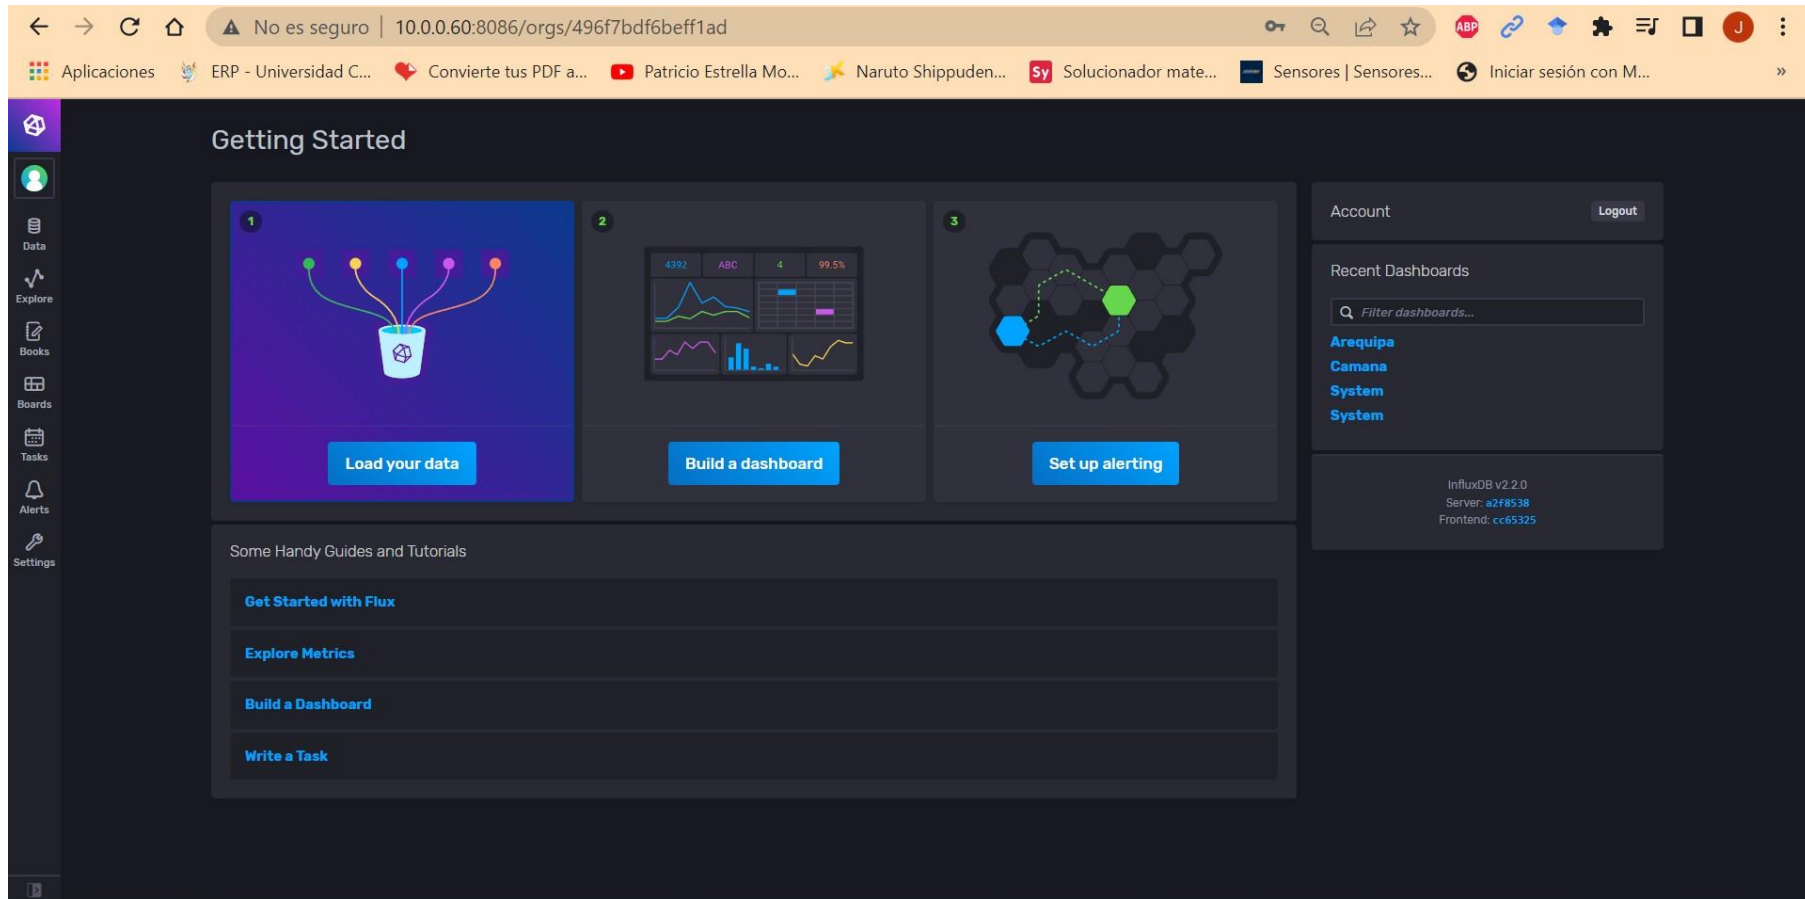 No es seguro | 10.0.0.60:8086/orgs/496f7bdf6beff1ad
ABP
J
Aplicaciones
ERP - Universidad C...
Convierte tus PDF a...
Patricio Estrella Mo...
Naruto Shippuden...
Sy
Solucionador mate...
Sensores | Sensores...
Iniciar sesión con M...
»
Getting Started
Data
Explore
Books
Boards
Tasks
Alerts
Settings
1
Load your data
2
4392 ABC 4 99.5%
Build a dashboard
3
Set up alerting
Some Handy Guides and Tutorials
Get Started with Flux
Explore Metrics
Build a Dashboard
Write a Task
Account
Logout
Recent Dashboards
Filter dashboards...
Arequipa
Camana
System
System
InfluxDB v2.2.0
Server: a2f8538
Frontend: cc65325